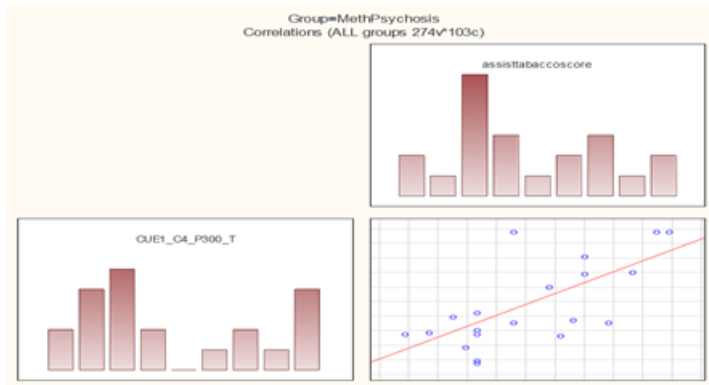 Group=MethPsychosis
Correlations (ALL groups 274v*103c)
assisttabaccoscore
CUE1_C4_P300_T